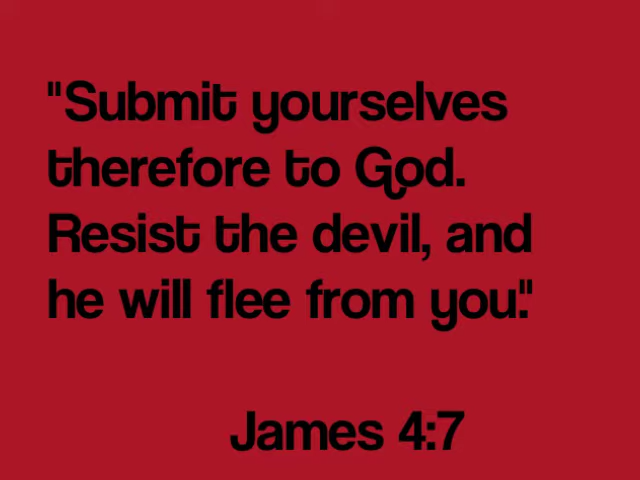 "Submit yourselves
therefore to God.
Resist the devil, and
he will flee from you."
James 4:7